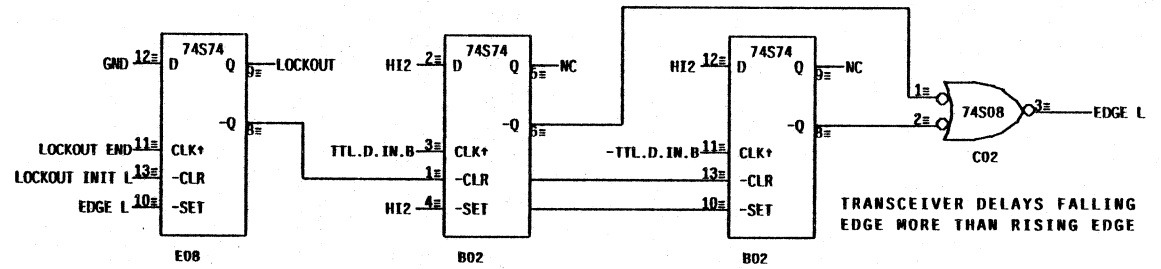 74S74
GND 12≡ D Q 9≡ LOCKOUT
-Q 8≡
LOCKOUT END 11≡ CLK↑
LOCKOUT INIT L 13≡ -CLR
EDGE L 10≡ -SET
E08
74S74
HI2 2≡ D Q 5≡ NC
-Q 6≡
TTL.D.IN.B 3≡ CLK↑
1≡ -CLR
HI2 4≡ -SET
B02
74S74
HI2 12≡ D Q 9≡ NC
-Q 8≡
-TTL.D.IN.B 11≡ CLK↑
13≡ -CLR
10≡ -SET
B02
1≡
2≡ 74S08 3≡ EDGE L
C02
TRANSCEIVER DELAYS FALLING
EDGE MORE THAN RISING EDGE